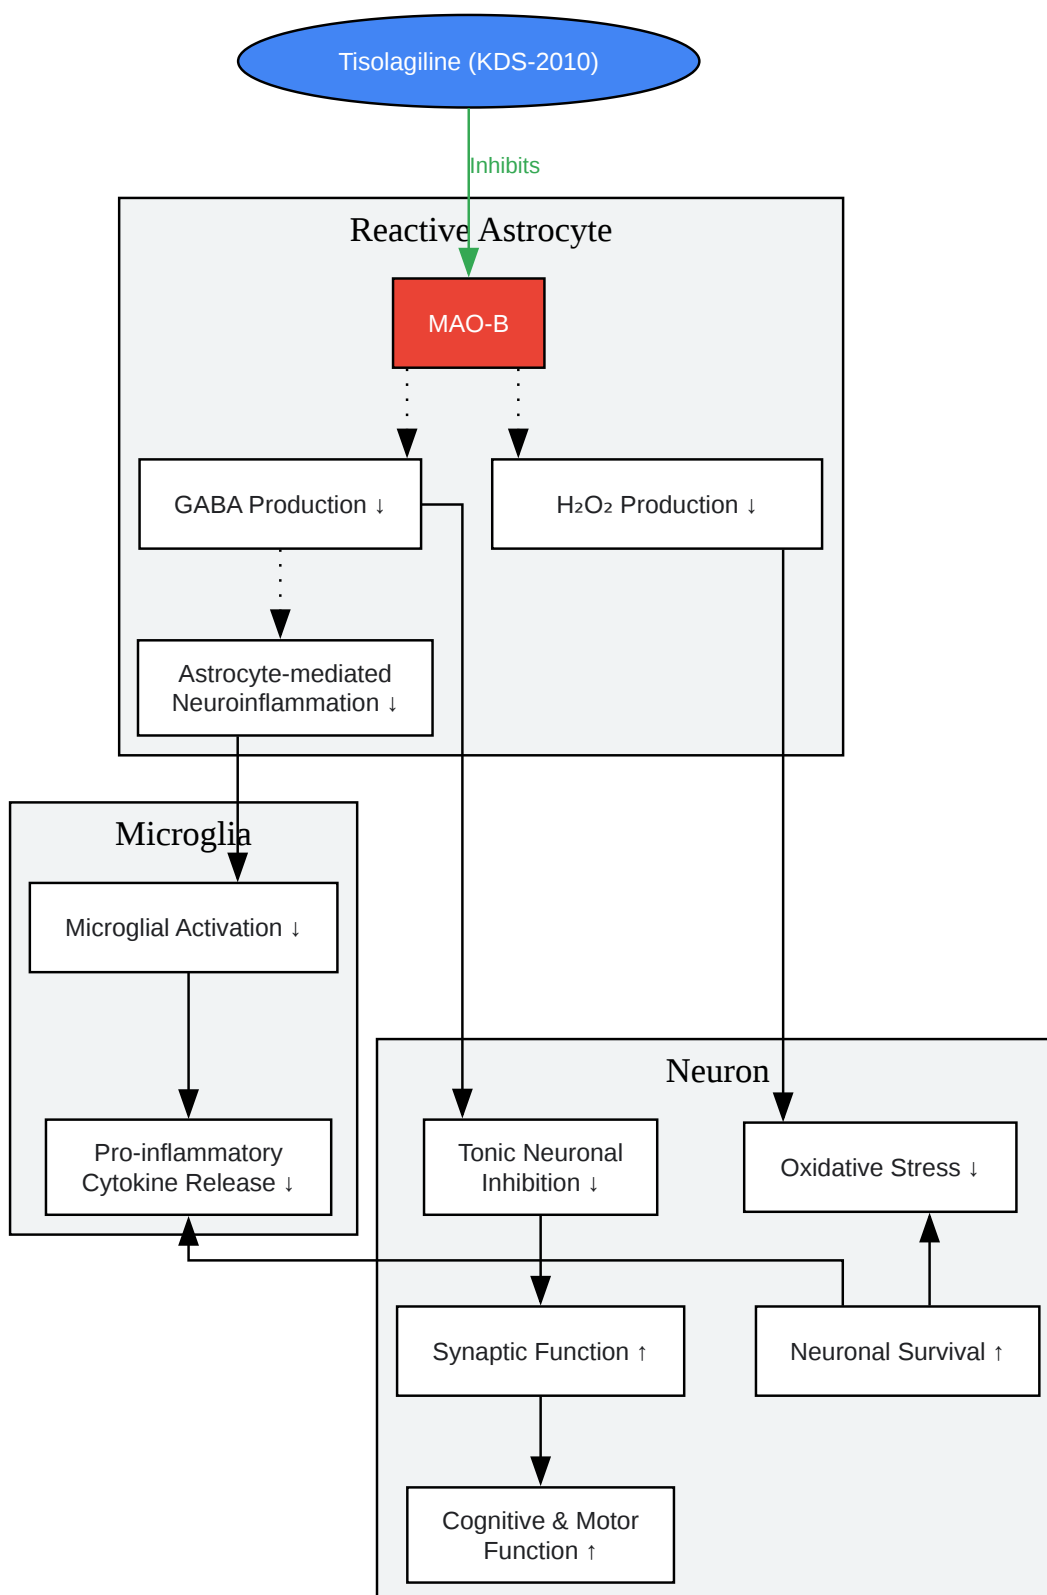 Tisolagiline (KDS-2010)
Inhibits
Reactive Astrocyte
MAO-B
GABA Production ↓
H₂O₂ Production ↓
Astrocyte-mediated
Neuroinflammation ↓
Microglia
Microglial Activation ↓
Pro-inflammatory
Cytokine Release ↓
Neuron
Tonic Neuronal
Inhibition ↓
Oxidative Stress ↓
Synaptic Function ↑
Neuronal Survival ↑
Cognitive & Motor
Function ↑